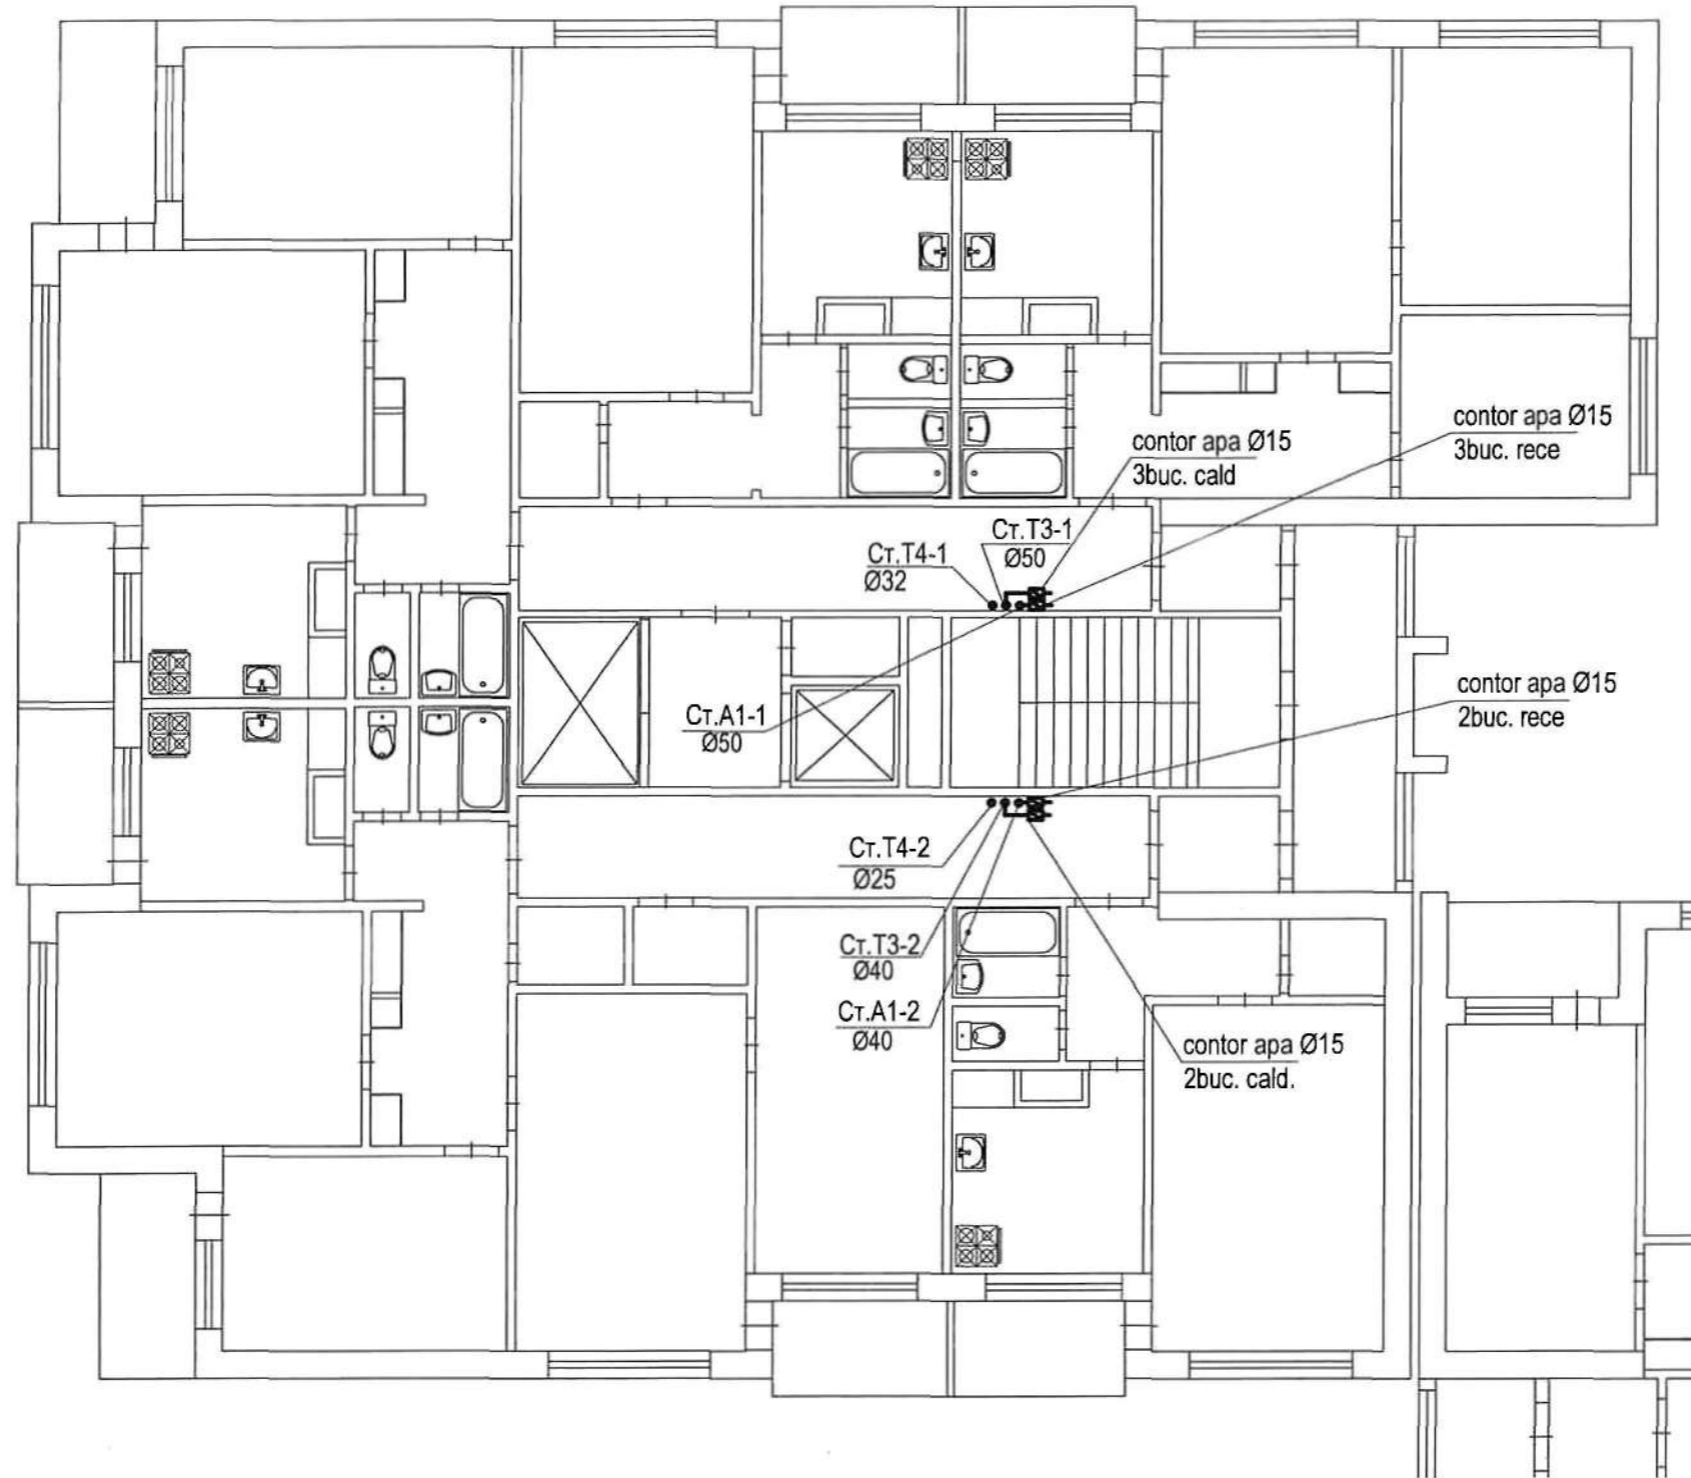 contor apa Ø15
3buc. rece
contor apa Ø15
3buc. cald
Ст.Т3-1
Ø50
Ст.Т4-1
Ø32
contor apa Ø15
2buc. rece
Ст.А1-1
Ø50
Ст.Т4-2
Ø25
Ст.Т3-2
Ø40
Ст.А1-2
Ø40
contor apa Ø15
2buc. cald.